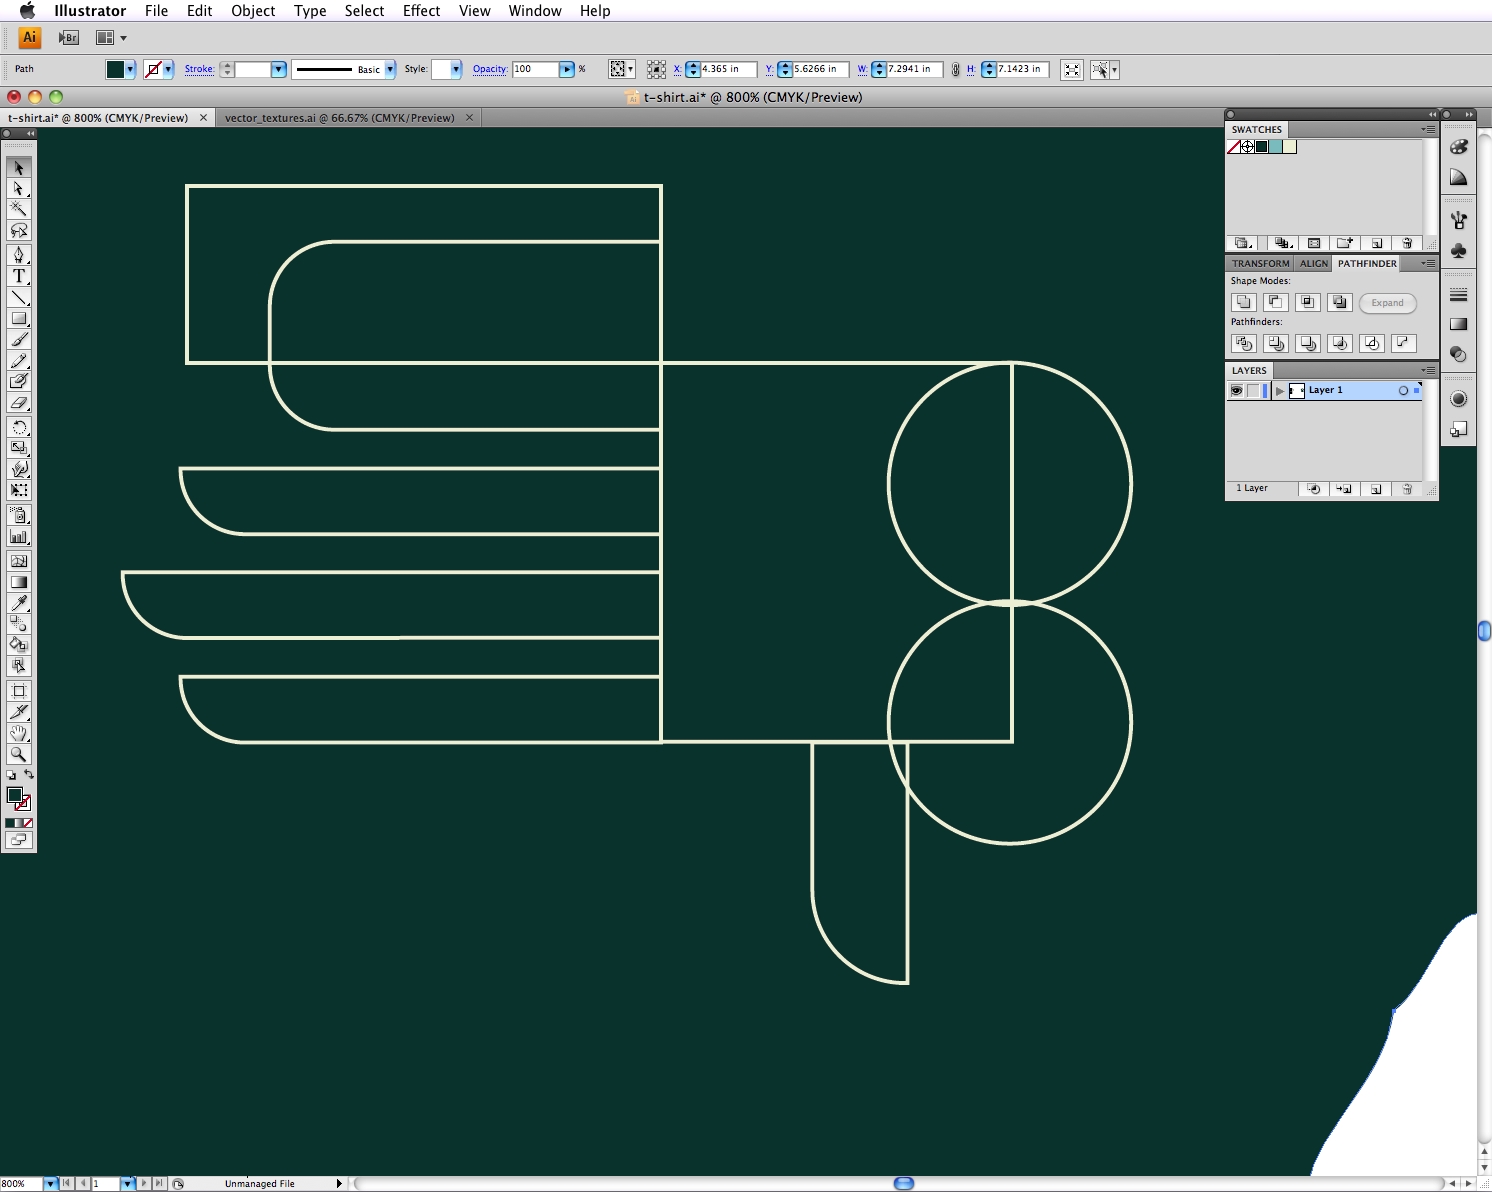 Illustrator File Edit Object Type Select Effect View Window Help
Ai Br
Path Stroke: Basic Style: Opacity: 100 % X: 4.365 in Y: 5.6266 in W: 7.2941 in H: 7.1423 in
t-shirt.ai* @ 800% (CMYK/Preview)
t-shirt.ai* @ 800% (CMYK/Preview) vector_textures.ai @ 66.67% (CMYK/Preview)
SWATCHES
TRANSFORM ALIGN PATHFINDER
Shape Modes:
Expand
Pathfinders:
LAYERS
Layer 1
1 Layer
T
800% 1 Unmanaged File